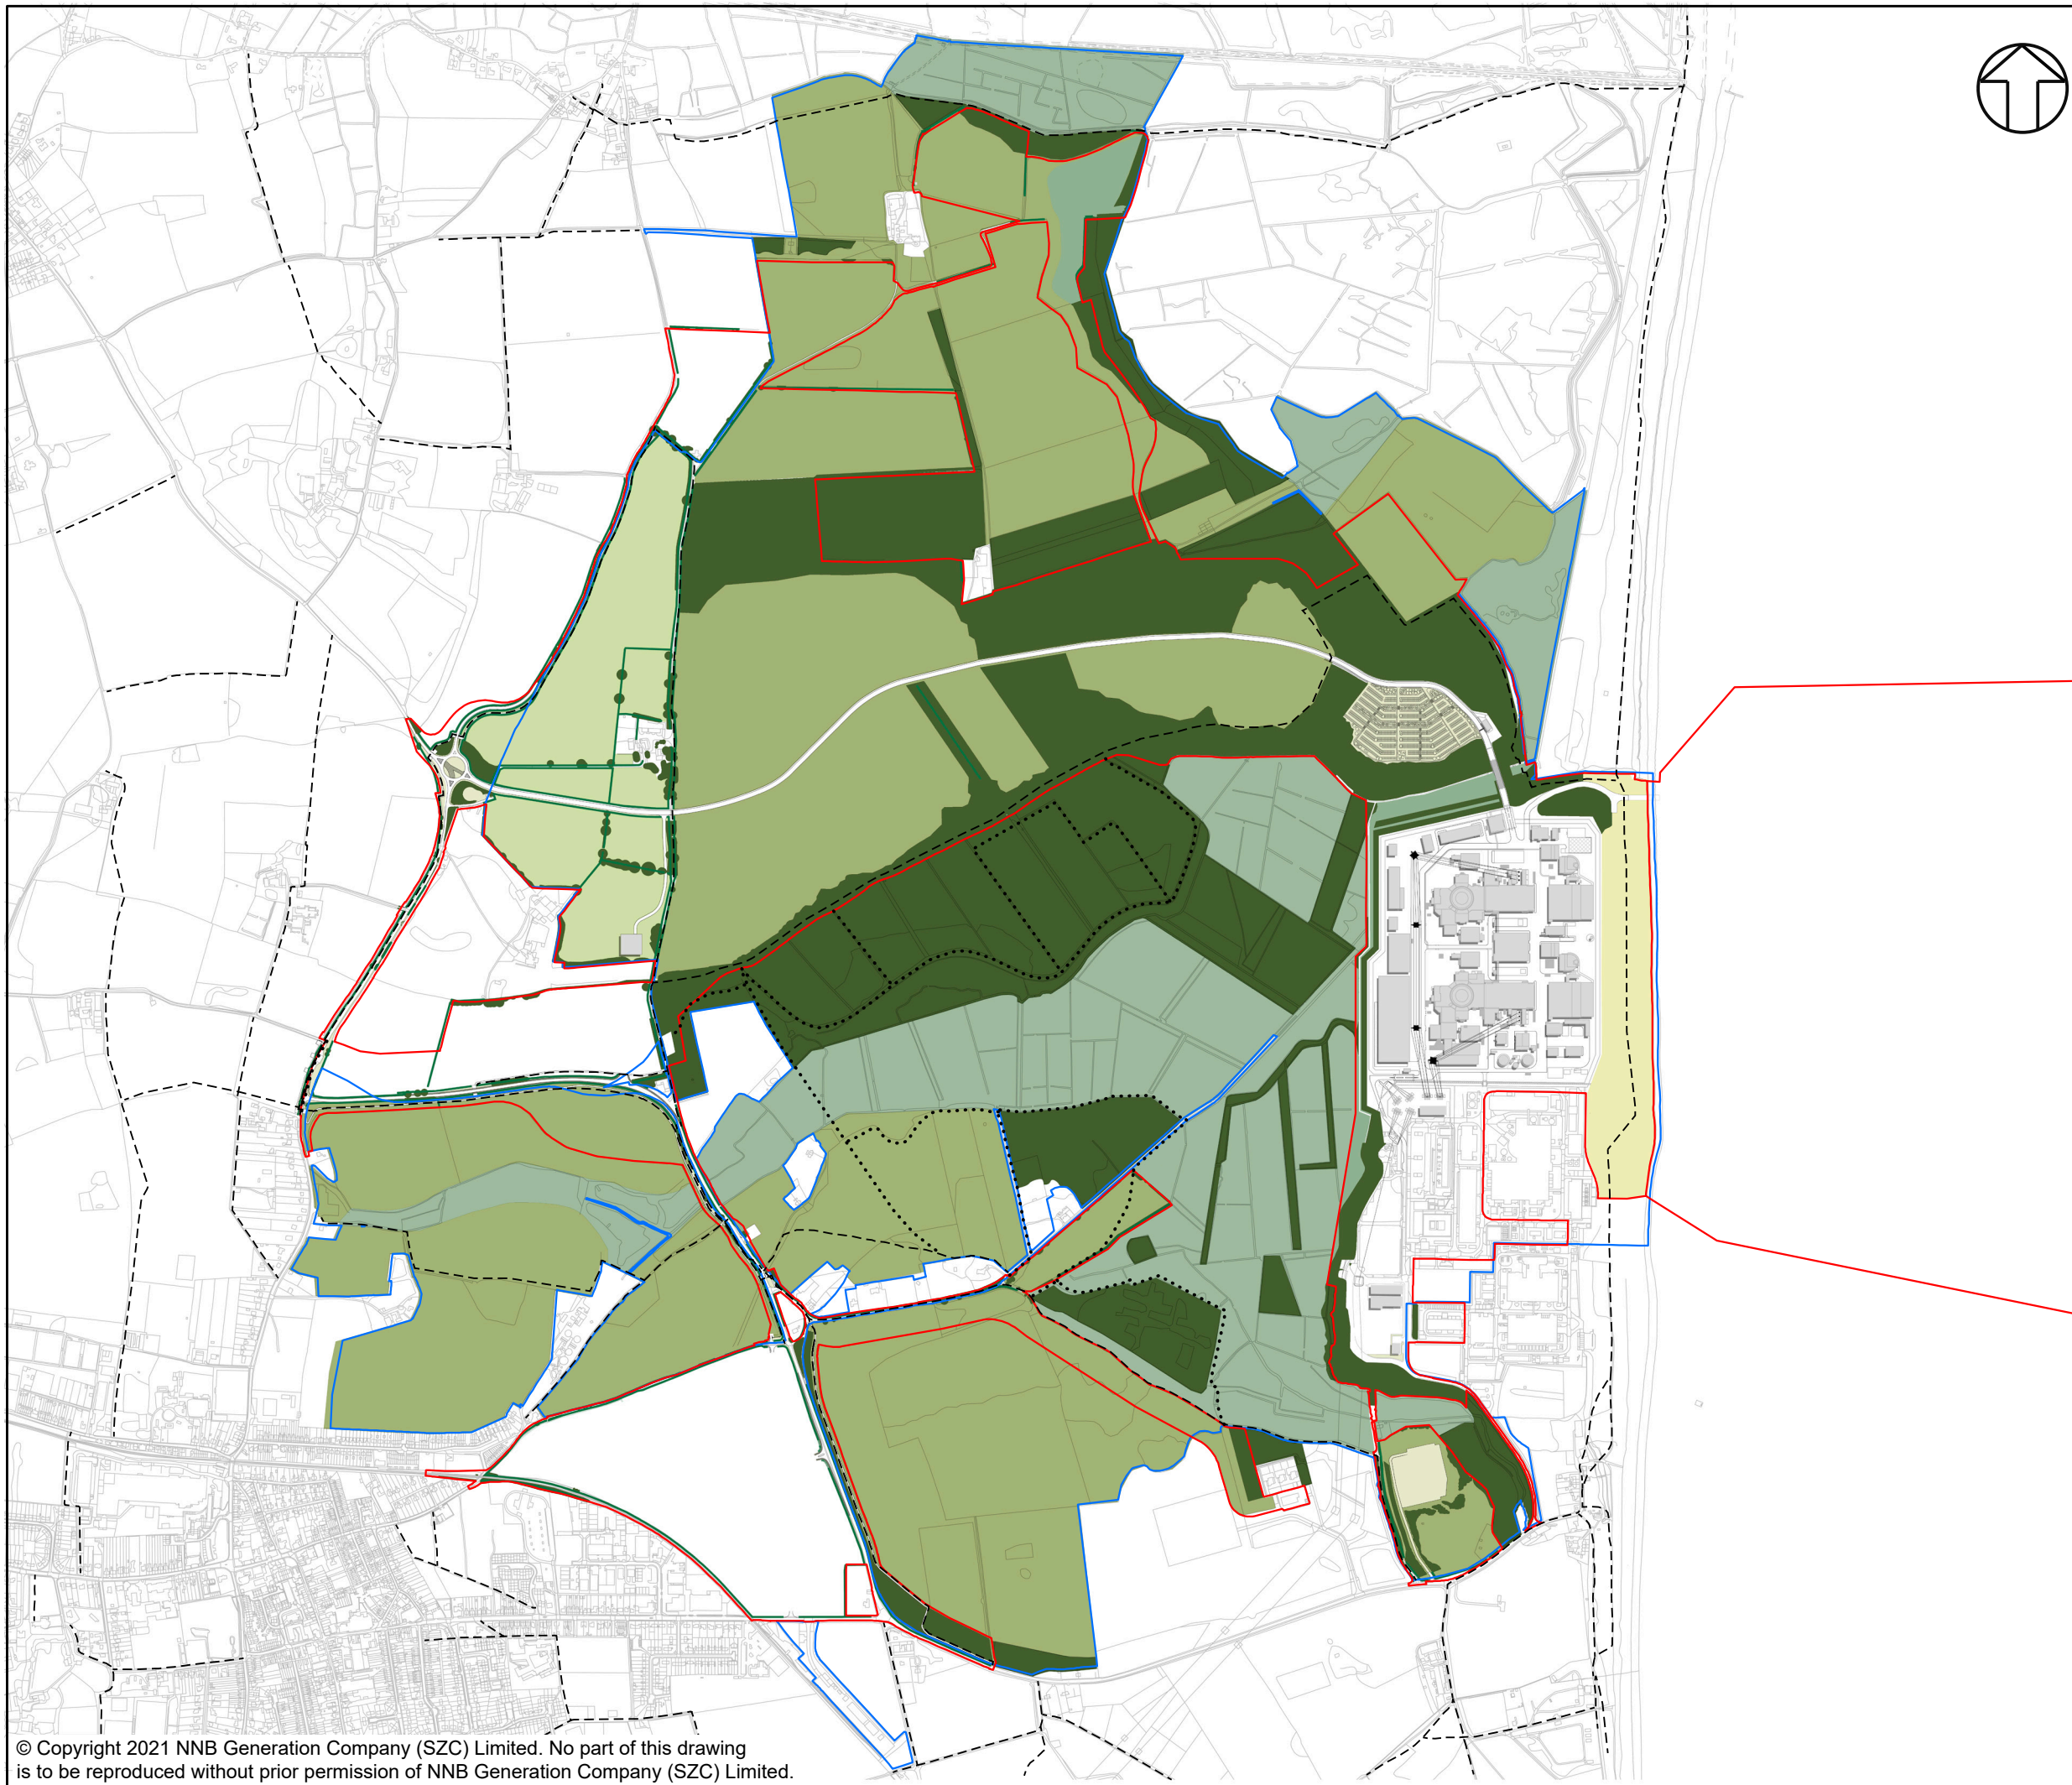 © Copyright 2021 NNB Generation Company (SZC) Limited. No part of this drawing
is to be reproduced without prior permission of NNB Generation Company (SZC) Limited.